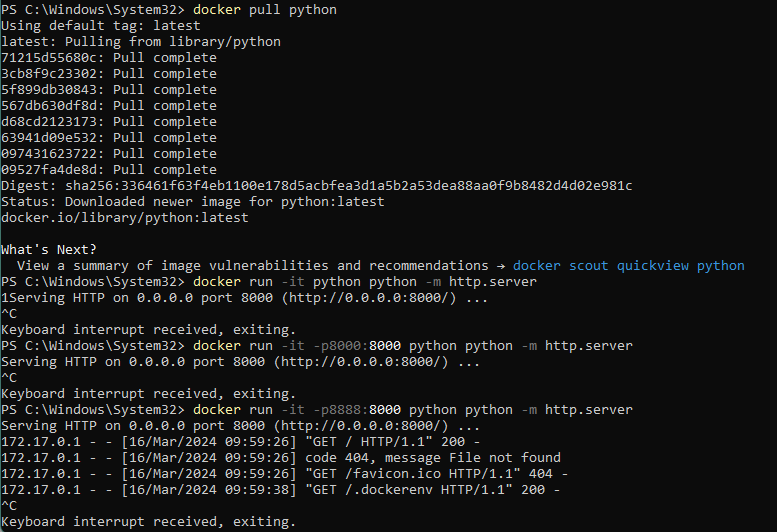 PS C:\Windows\System32> docker pull python
Using default tag: latest
latest: Pulling from library/python
71215d55680c: Pull complete
3cb8f9c23302: Pull complete
5f899db30843: Pull complete
567db630df8d: Pull complete
d68cd2123173: Pull complete
63941d09e532: Pull complete
097431623722: Pull complete
09527fa4de8d: Pull complete
Digest: sha256:336461f63f4eb1100e178d5acbfea3d1a5b2a53dea88aa0f9b8482d4d02e981c
Status: Downloaded newer image for python:latest
docker.io/library/python:latest
What's Next?
View a summary of image vulnerabilities and recommendations → docker scout quickview python
PS C:\Windows\System32> docker run -it python python -m http.server
1Serving HTTP on 0.0.0.0 port 8000 (http://0.0.0.0:8000/) ...
^C
Keyboard interrupt received, exiting.
PS C:\Windows\System32> docker run -it -p8000:8000 python python -m http.server
Serving HTTP on 0.0.0.0 port 8000 (http://0.0.0.0:8000/) ...
^C
Keyboard interrupt received, exiting.
PS C:\Windows\System32> docker run -it -p8888:8000 python python -m http.server
Serving HTTP on 0.0.0.0 port 8000 (http://0.0.0.0:8000/) ...
172.17.0.1 - - [16/Mar/2024 09:59:26] "GET / HTTP/1.1" 200 -
172.17.0.1 - - [16/Mar/2024 09:59:26] code 404, message File not found
172.17.0.1 - - [16/Mar/2024 09:59:26] "GET /favicon.ico HTTP/1.1" 404 -
172.17.0.1 - - [16/Mar/2024 09:59:38] "GET /.dockerenv HTTP/1.1" 200 -
^C
Keyboard interrupt received, exiting.